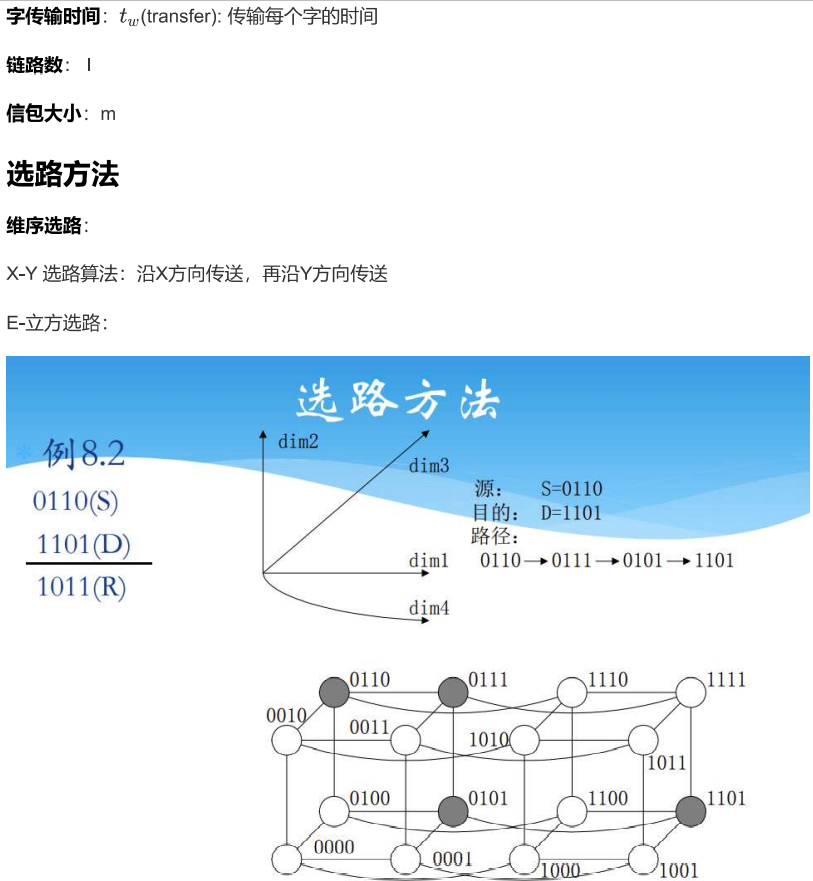 字传输时间：t_w(transfer): 传输每个字的时间
链路数： l
信包大小：m
选路方法
维序选路：
X-Y 选路算法：沿X方向传送，再沿Y方向传送
E-立方选路：
选路方法
* 例8.2
0110(S)
1101(D)
1011(R)
dim2
dim3
dim1
dim4
源： S=0110
目的： D=1101
路径：
0110→0111→0101→1101
0110 0111 1110 1111
0010 0011 1010 1011
0100 0101 1100 1101
0000 0001 1000 1001